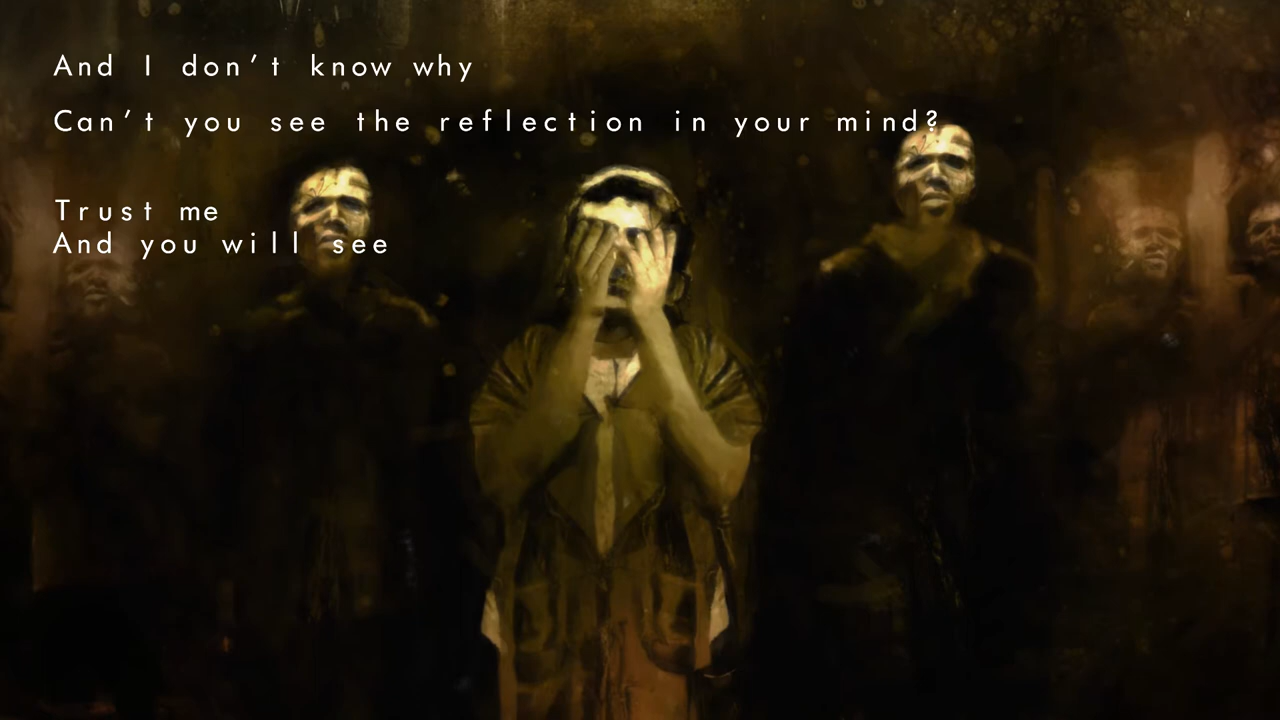 And I don’t know why
Can’t you see the reflection in your mind?
Trust me
And you will see